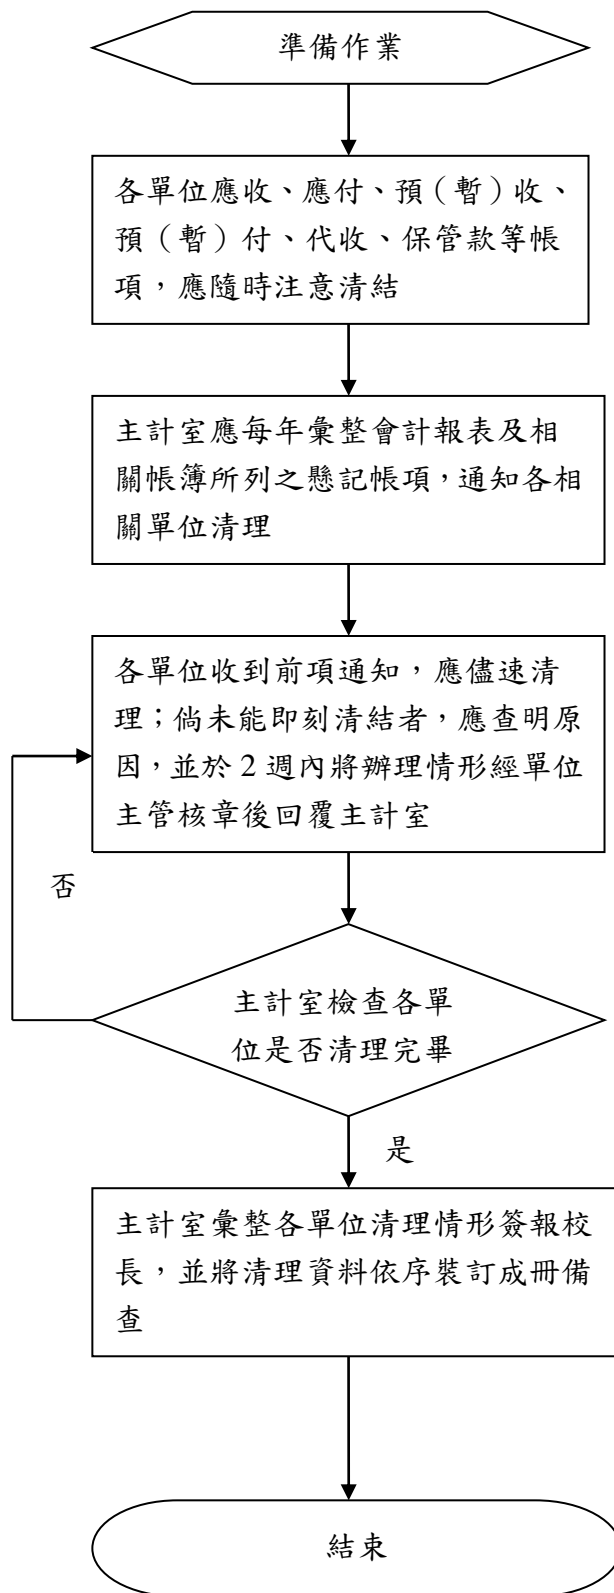 準備作業
各單位應收、應付、預（暫）收、
預（暫）付、代收、保管款等帳
項，應隨時注意清結
主計室應每年彙整會計報表及相
關帳簿所列之懸記帳項，通知各相
關單位清理
各單位收到前項通知，應儘速清
理；倘未能即刻清結者，應查明原
因，並於 2 週內將辦理情形經單位
主管核章後回覆主計室
否
主計室檢查各單
位是否清理完畢
是
主計室彙整各單位清理情形簽報校
長，並將清理資料依序裝訂成冊備
查
結束